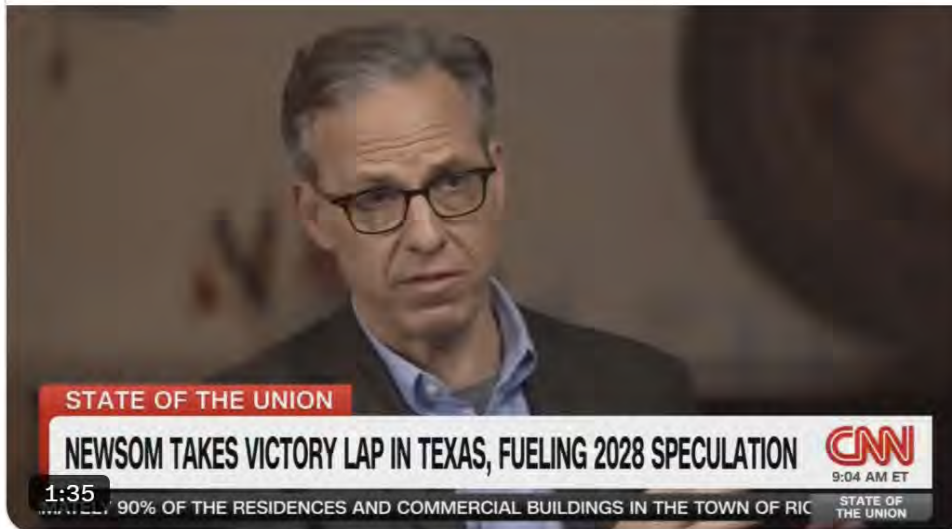 STATE OF THE UNION
NEWSOM TAKES VICTORY LAP IN TEXAS, FUELING 2028 SPECULATION
CNN
9:04 AM ET
1:35
90% OF THE RESIDENCES AND COMMERCIAL BUILDINGS IN THE TOWN OF RIC
STATE OF
THE UNION